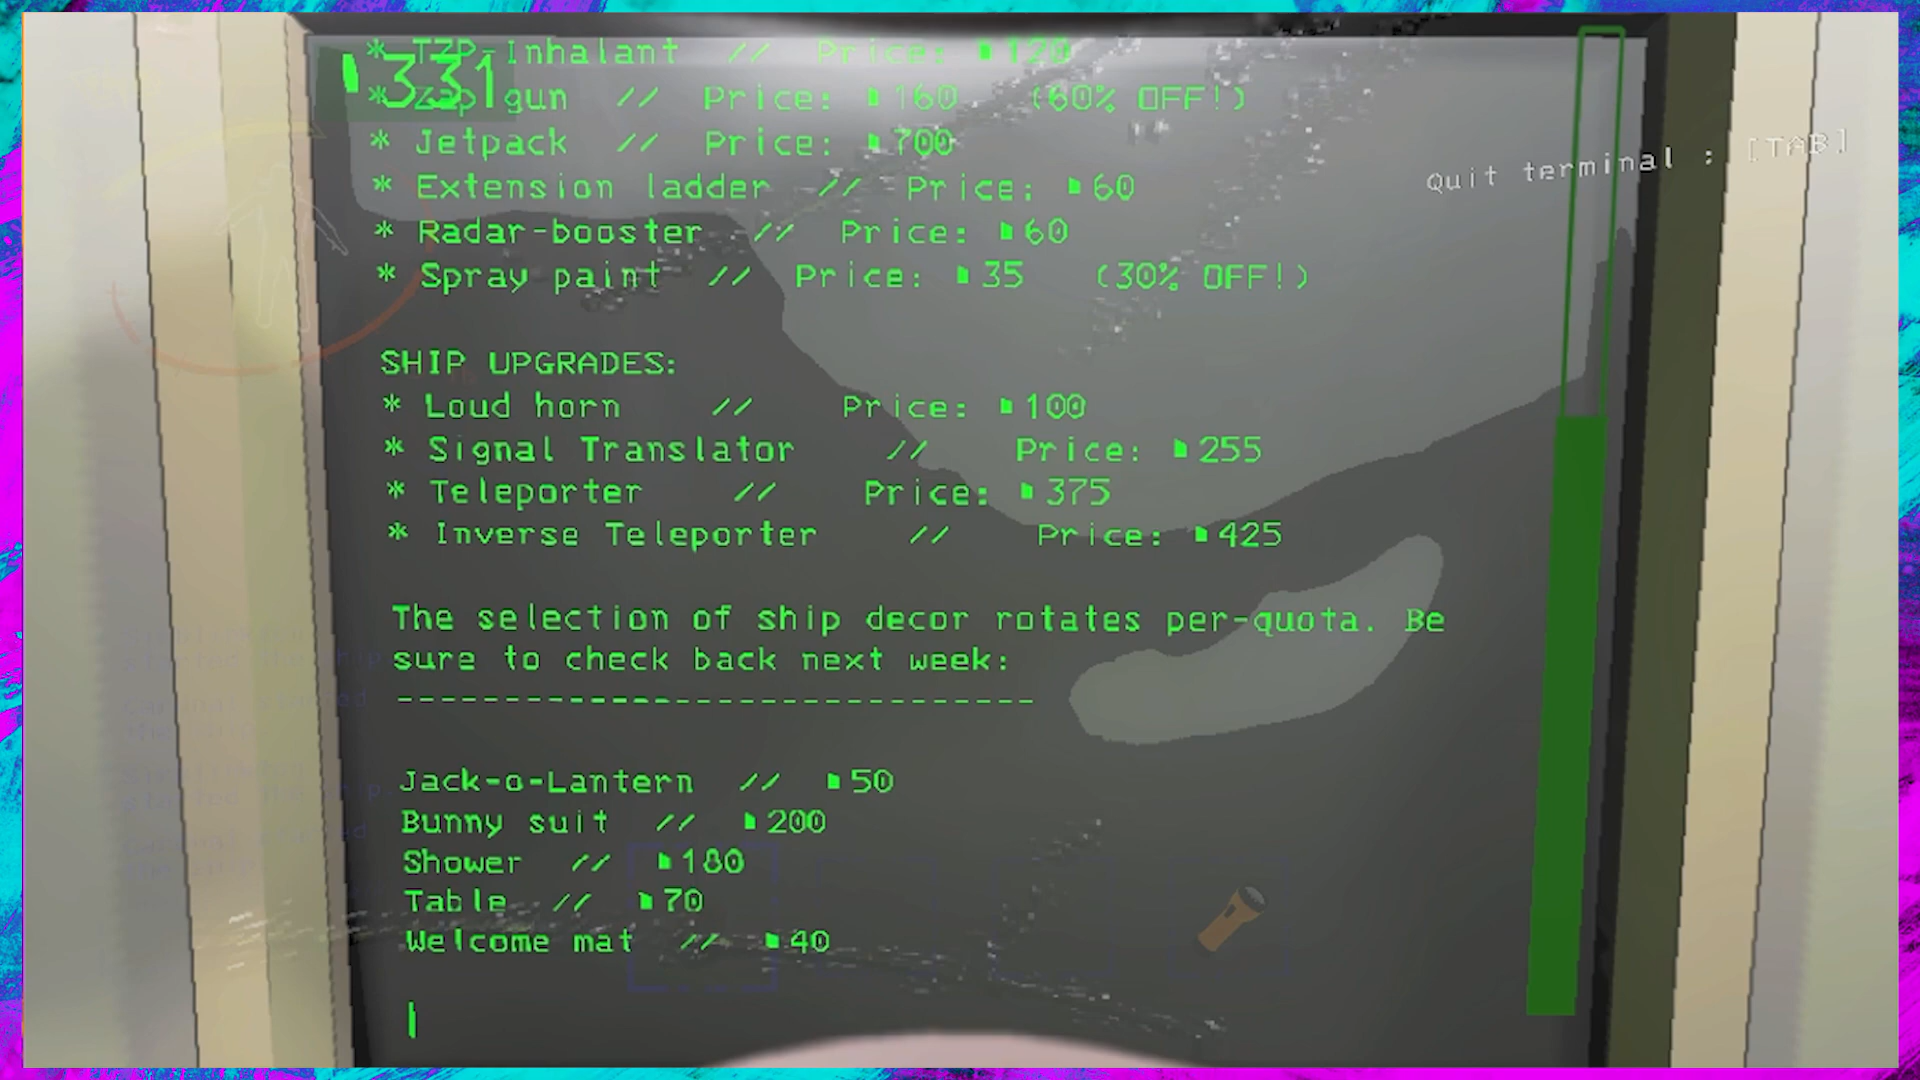 * TZP-Inhalant // Price: ■120
■331
* Zap gun // Price: ■160 (60% OFF!)
* Jetpack // Price: ■700
Quit terminal : [TAB]
* Extension ladder // Price: ■60
* Radar-booster // Price: ■60
* Spray paint // Price: ■35 (30% OFF!)
SHIP UPGRADES:
* Loud horn // Price: ■100
* Signal Translator // Price: ■255
* Teleporter // Price: ■375
* Inverse Teleporter // Price: ■425
The selection of ship decor rotates per-quota. Be
sure to check back next week:
------------------------------
Jack-o-Lantern // ■50
Bunny suit // ■200
Shower // ■180
Table // ■70
Welcome mat // ■40